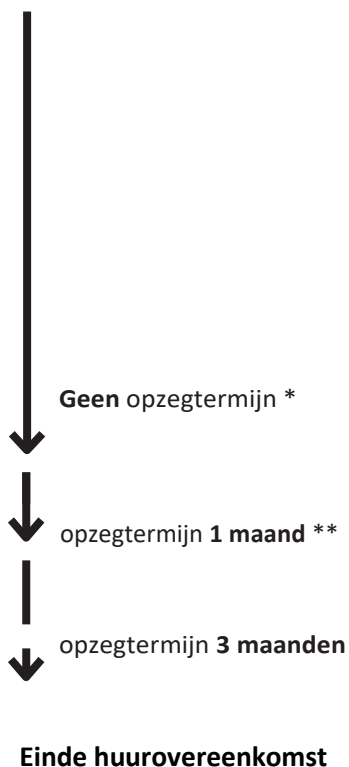 Geen opzegtermijn *
opzegtermijn 1 maand **
opzegtermijn 3 maanden
Einde huurovereenkomst